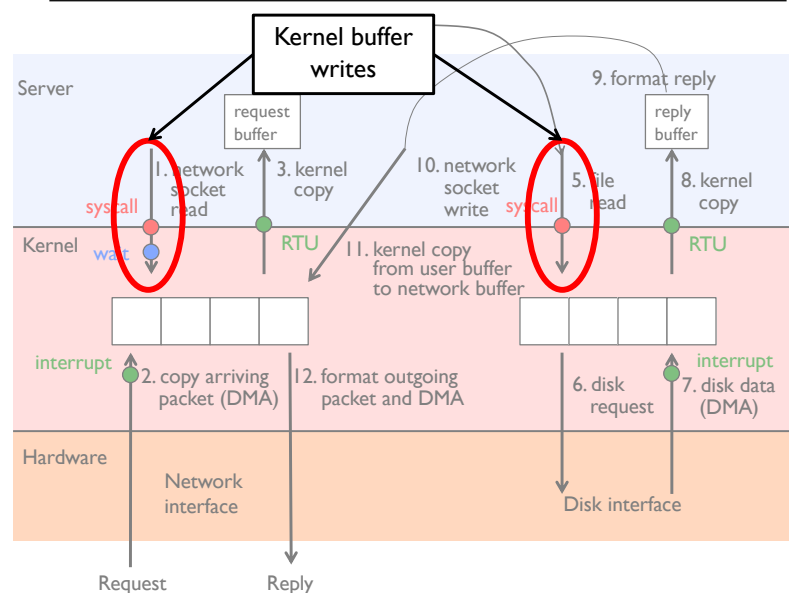 Kernel buffer
writes
Server
request
buffer
9. format reply
reply
buffer
1. network
socket
read
3. kernel
copy
10. network
socket
write
5. file
read
8. kernel
copy
syscall
syscall
Kernel
wait
RTU
11. kernel copy
from user buffer
to network buffer
RTU
interrupt
2. copy arriving
packet (DMA)
12. format outgoing
packet and DMA
6. disk
request
interrupt
7. disk data
(DMA)
Hardware
Network
interface
Disk interface
Request
Reply